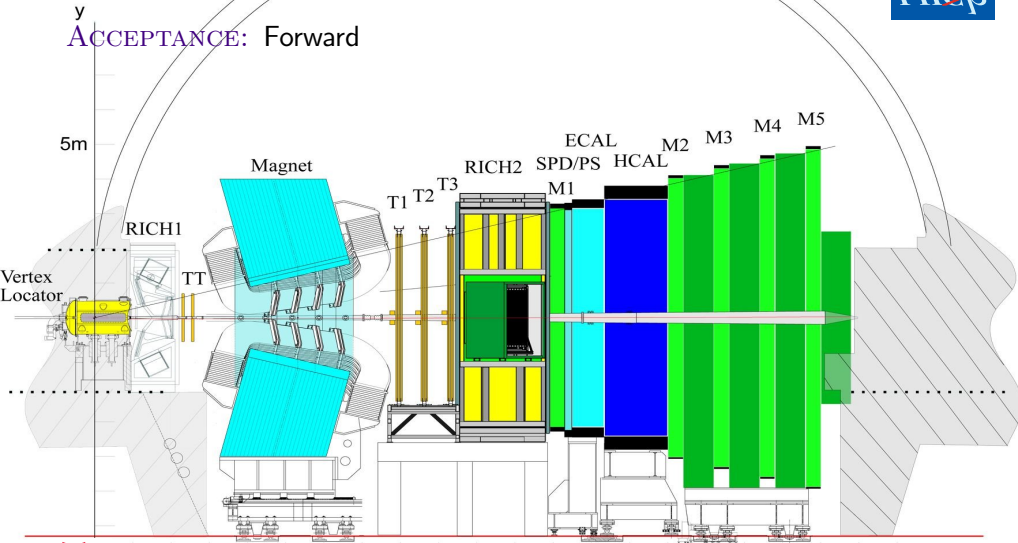 y
ACCEPTANCE: Forward
5m
Magnet
RICH1
TT
Vertex
Locator
T1
T2
T3
RICH2
M1
SPD/PS
ECAL
HCAL
M2
M3
M4
M5